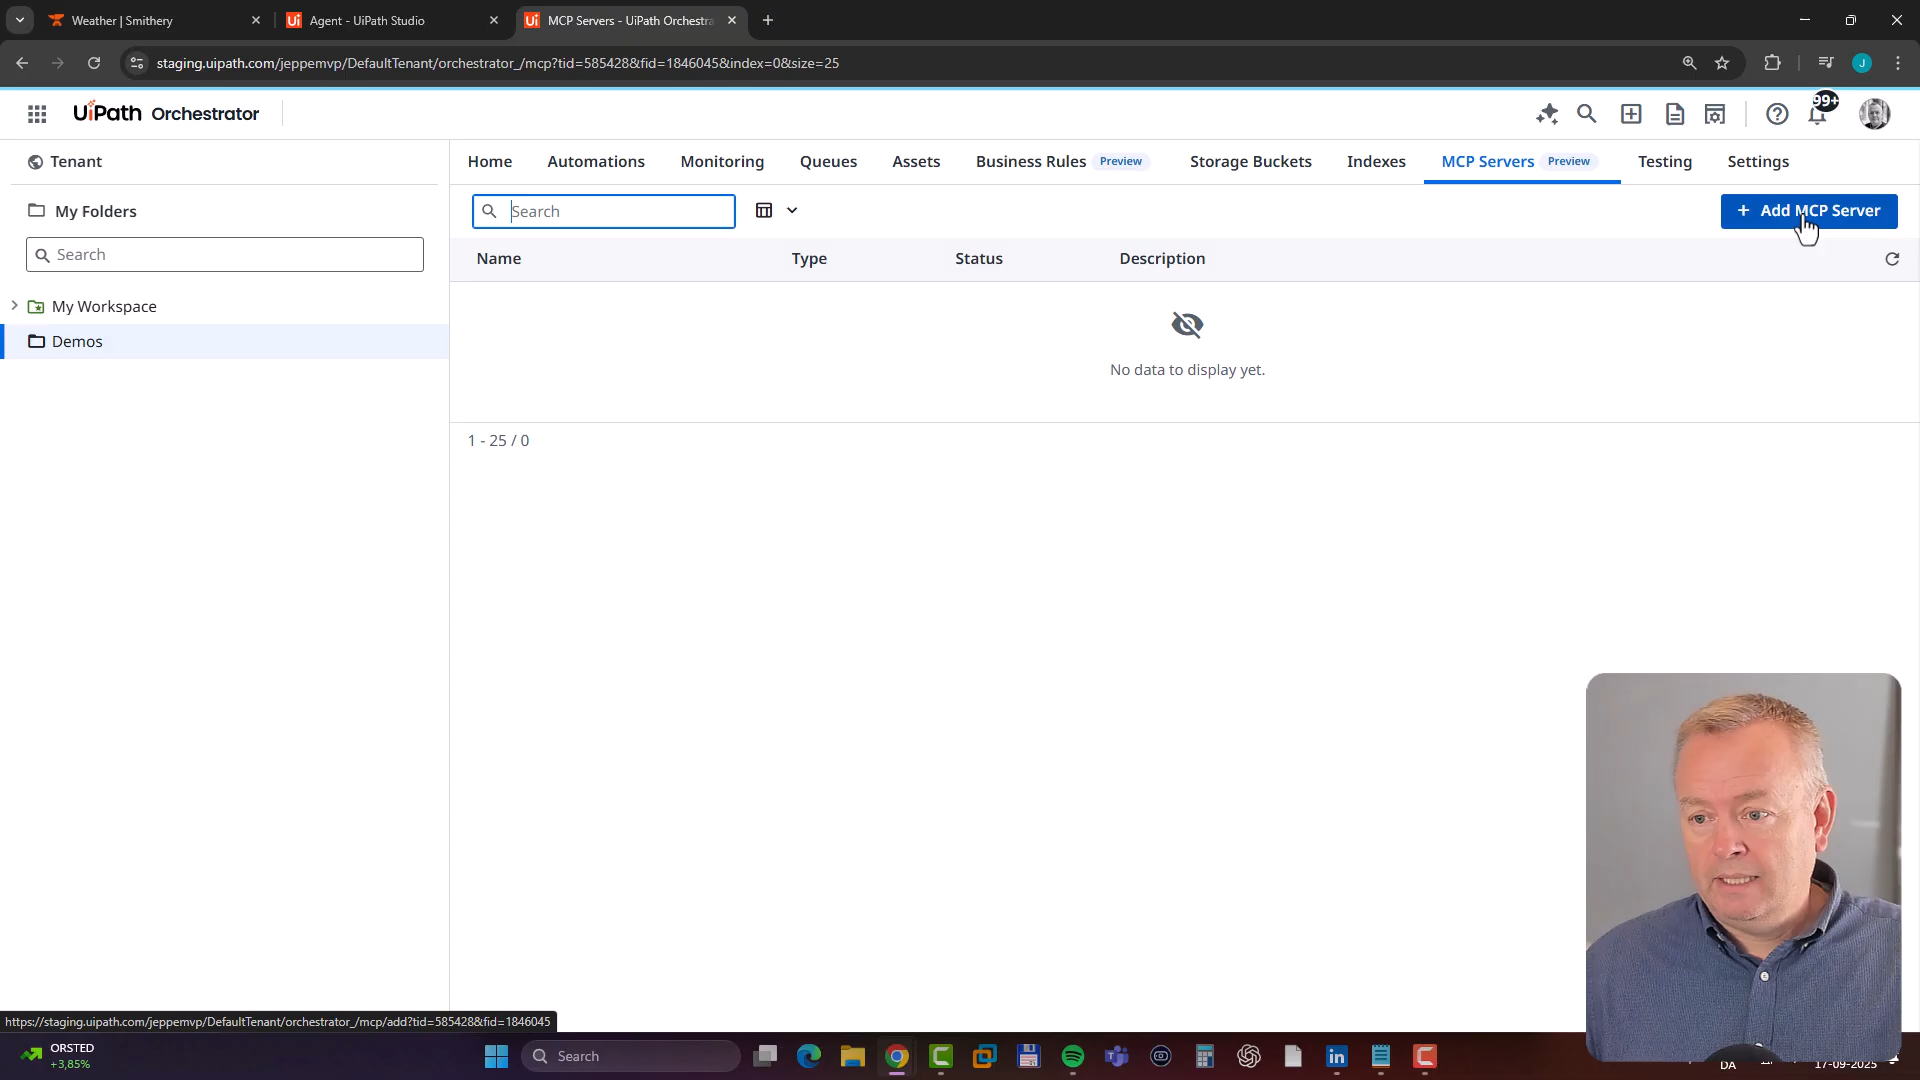 Weather | Smithery
Agent - UiPath Studio
MCP Servers - UiPath Orchestra
staging.uipath.com/jeppemvp/DefaultTenant/orchestrator_/mcp?tid=585428&fid=1846045&index=0&size=25
J
UiPath Orchestrator
99+
Tenant
Home
Automations
Monitoring
Queues
Assets
Business Rules Preview
Storage Buckets
Indexes
MCP Servers Preview
Testing
Settings
My Folders
Search
+ Add MCP Server
Search
Name
Type
Status
Description
My Workspace
Demos
No data to display yet.
1 - 25 / 0
https://staging.uipath.com/jeppemvp/DefaultTenant/orchestrator_/mcp/add?tid=585428&fid=1846045
ORSTED
+3,85%
Search
DA
17-09-2025